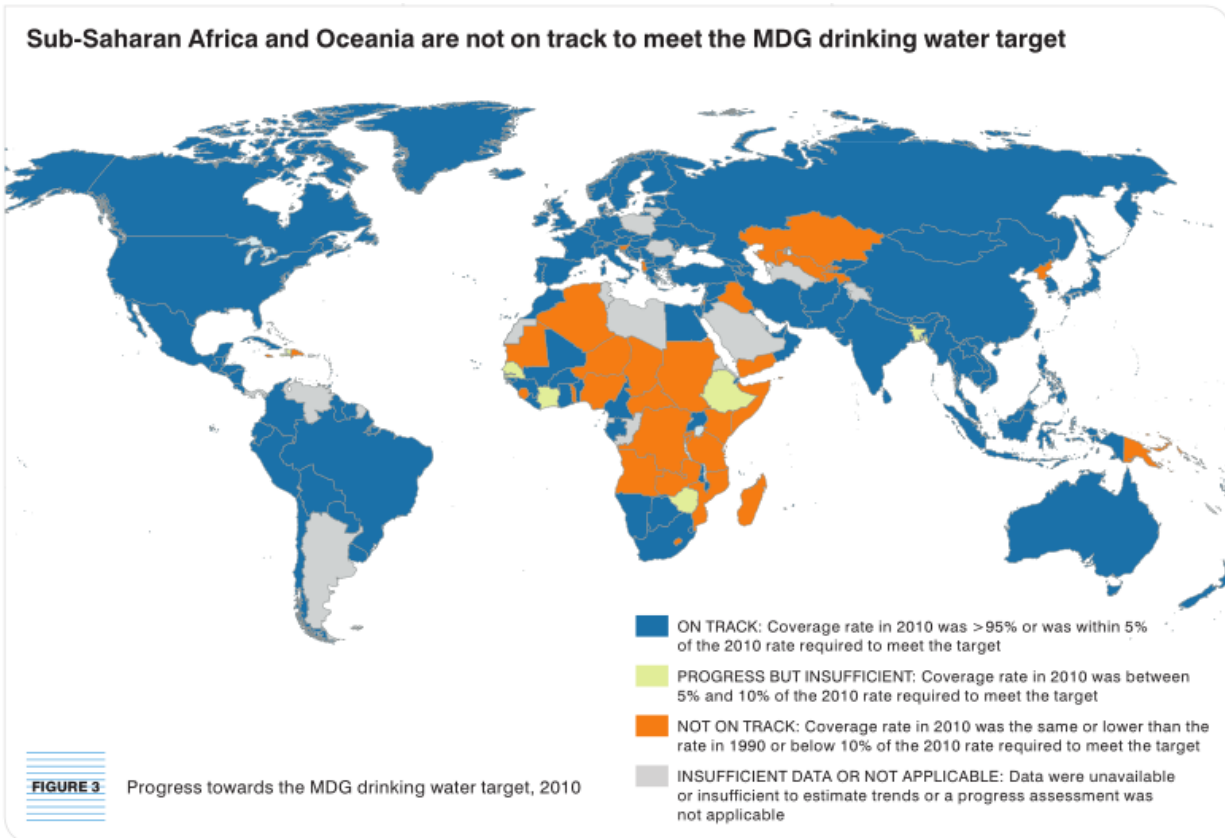 Sub-Saharan Africa and Oceania are not on track to meet the MDG drinking water target
ON TRACK: Coverage rate in 2010 was >95% or was within 5%
of the 2010 rate required to meet the target
PROGRESS BUT INSUFFICIENT: Coverage rate in 2010 was between
5% and 10% of the 2010 rate required to meet the target
NOT ON TRACK: Coverage rate in 2010 was the same or lower than the
rate in 1990 or below 10% of the 2010 rate required to meet the target
INSUFFICIENT DATA OR NOT APPLICABLE: Data were unavailable
or insufficient to estimate trends or a progress assessment was
not applicable
FIGURE 3 Progress towards the MDG drinking water target, 2010